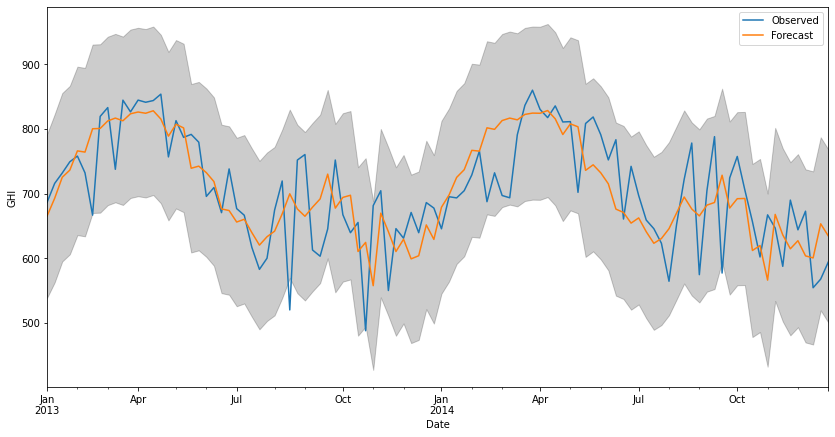 Observed
Forecast
900
800
700
600
500
GHI
Jan
2013
Apr
Jul
Oct
Jan
2014
Apr
Jul
Oct
Date